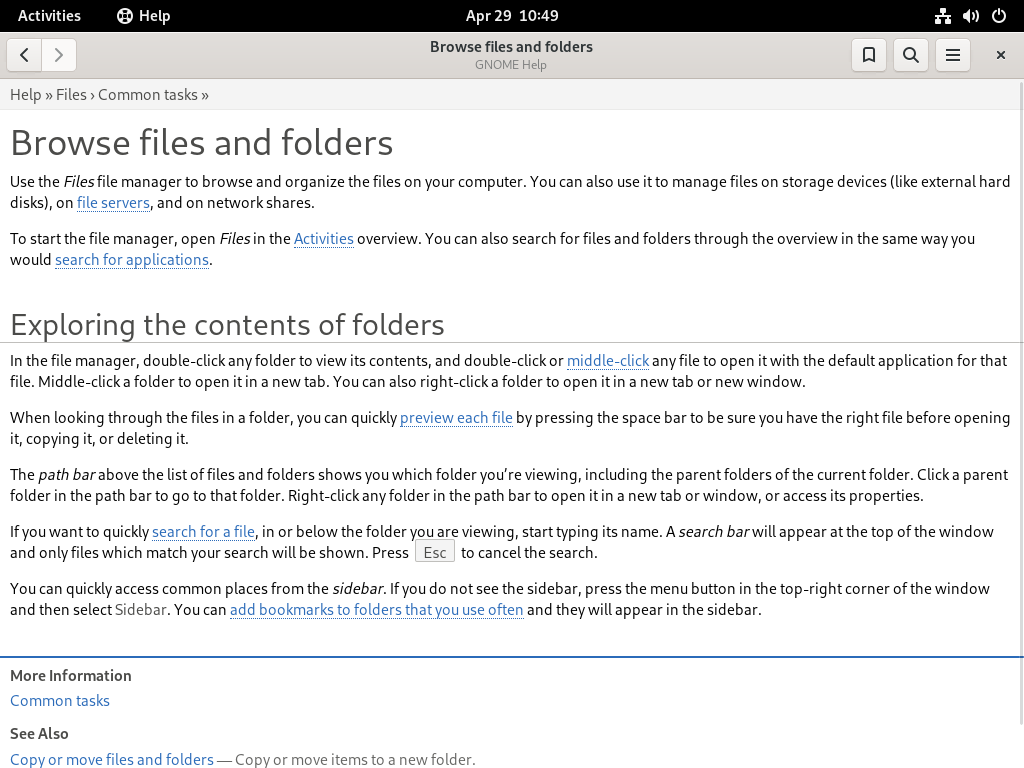 Activities Help Apr 29 10:49
Browse files and folders
GNOME Help
Help » Files › Common tasks »
Browse files and folders
Use the Files file manager to browse and organize the files on your computer. You can also use it to manage files on storage devices (like external hard
disks), on file servers, and on network shares.
To start the file manager, open Files in the Activities overview. You can also search for files and folders through the overview in the same way you
would search for applications.
Exploring the contents of folders
In the file manager, double-click any folder to view its contents, and double-click or middle-click any file to open it with the default application for that
file. Middle-click a folder to open it in a new tab. You can also right-click a folder to open it in a new tab or new window.
When looking through the files in a folder, you can quickly preview each file by pressing the space bar to be sure you have the right file before opening
it, copying it, or deleting it.
The path bar above the list of files and folders shows you which folder you’re viewing, including the parent folders of the current folder. Click a parent
folder in the path bar to go to that folder. Right-click any folder in the path bar to open it in a new tab or window, or access its properties.
If you want to quickly search for a file, in or below the folder you are viewing, start typing its name. A search bar will appear at the top of the window
and only files which match your search will be shown. Press Esc to cancel the search.
You can quickly access common places from the sidebar. If you do not see the sidebar, press the menu button in the top-right corner of the window
and then select Sidebar. You can add bookmarks to folders that you use often and they will appear in the sidebar.
More Information
Common tasks
See Also
Copy or move files and folders — Copy or move items to a new folder.